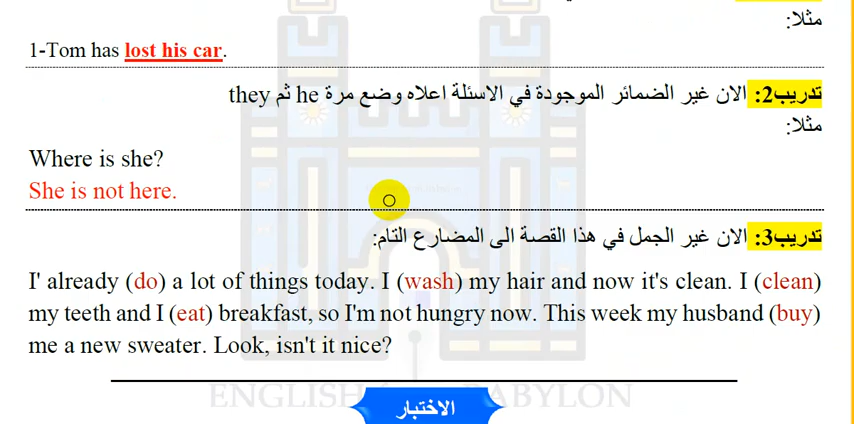 مثلا:
1-Tom has lost his car.
تدريب2: الان غير الضمائر الموجودة في الاسئلة اعلاه وضع مرة he ثم they
مثلا:
Where is she?
She is not here.
تدريب3: الان غير الجمل في هذا القصة الى المضارع التام:
I' already (do) a lot of things today. I (wash) my hair and now it's clean. I (clean)
my teeth and I (eat) breakfast, so I'm not hungry now. This week my husband (buy)
me a new sweater. Look, isn't it nice?
ENGLISH BABYLON
الاختبار